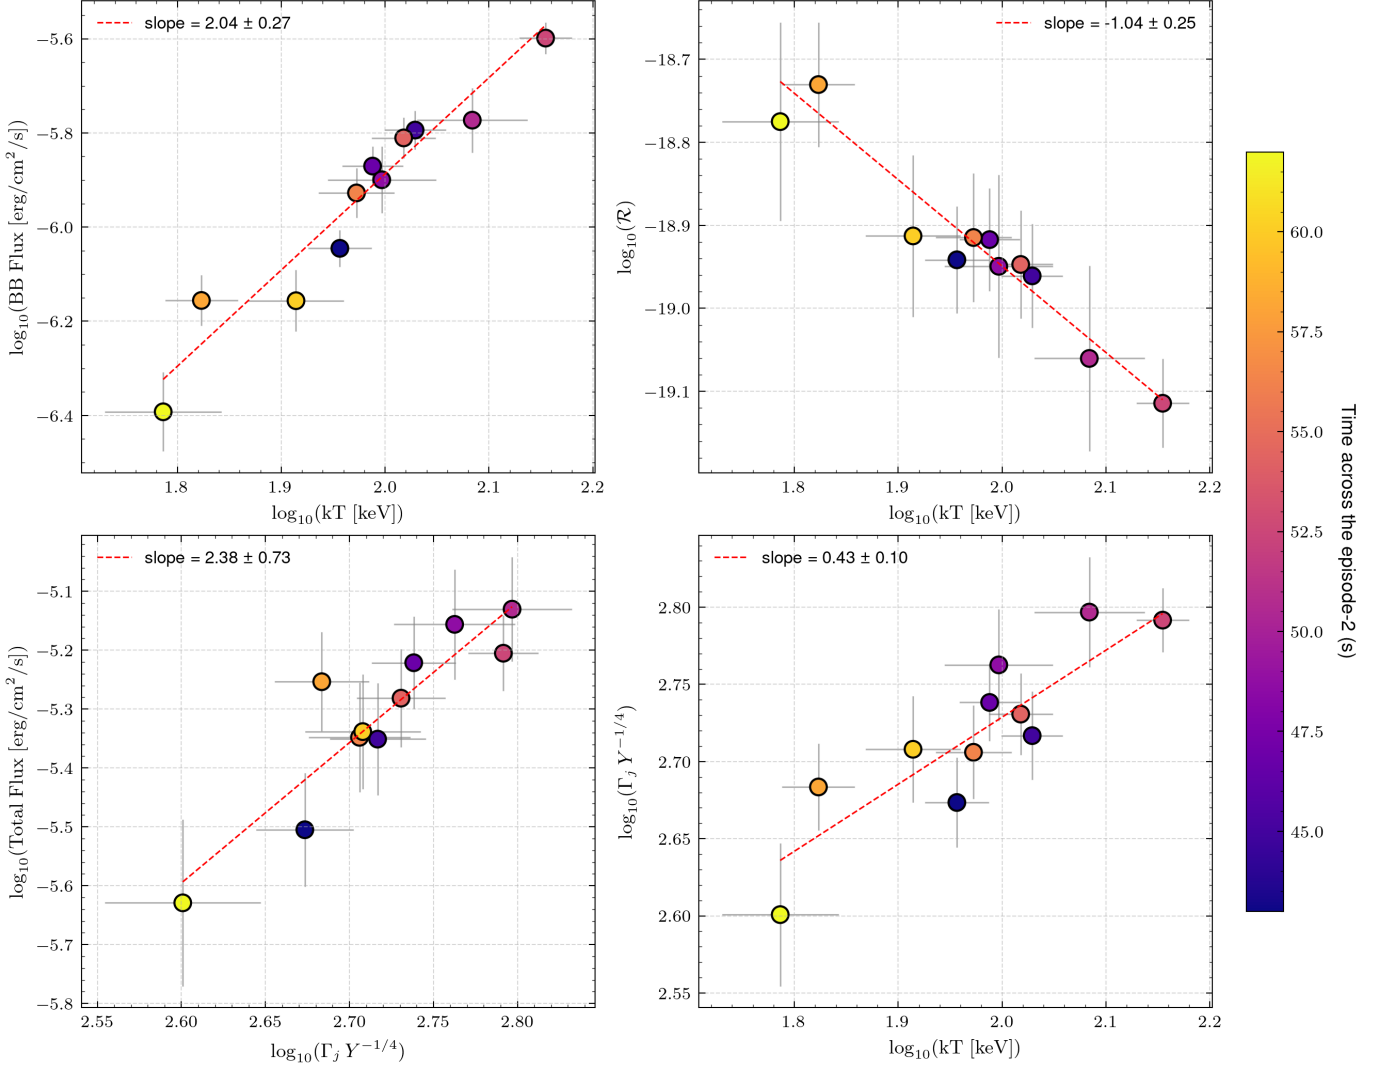 slope = 2.04 ± 0.27
−5.6
−5.8
−6.0
−6.2
−6.4
log₁₀(BB Flux [erg/cm²/s])
1.8 1.9 2.0 2.1 2.2
log₁₀(kT [keV])
slope = -1.04 ± 0.25
−18.7
−18.8
−18.9
−19.0
−19.1
log₁₀(ℛ)
1.8 1.9 2.0 2.1 2.2
log₁₀(kT [keV])
slope = 2.38 ± 0.73
−5.1
−5.2
−5.3
−5.4
−5.5
−5.6
−5.7
−5.8
log₁₀(Total Flux [erg/cm²/s])
2.55 2.60 2.65 2.70 2.75 2.80
log₁₀(Γⱼ Y⁻¹/⁴)
slope = 0.43 ± 0.10
2.80
2.75
2.70
2.65
2.60
2.55
log₁₀(Γⱼ Y⁻¹/⁴)
1.8 1.9 2.0 2.1 2.2
log₁₀(kT [keV])
60.0
57.5
55.0
52.5
50.0
47.5
45.0
Time across the episode-2 (s)